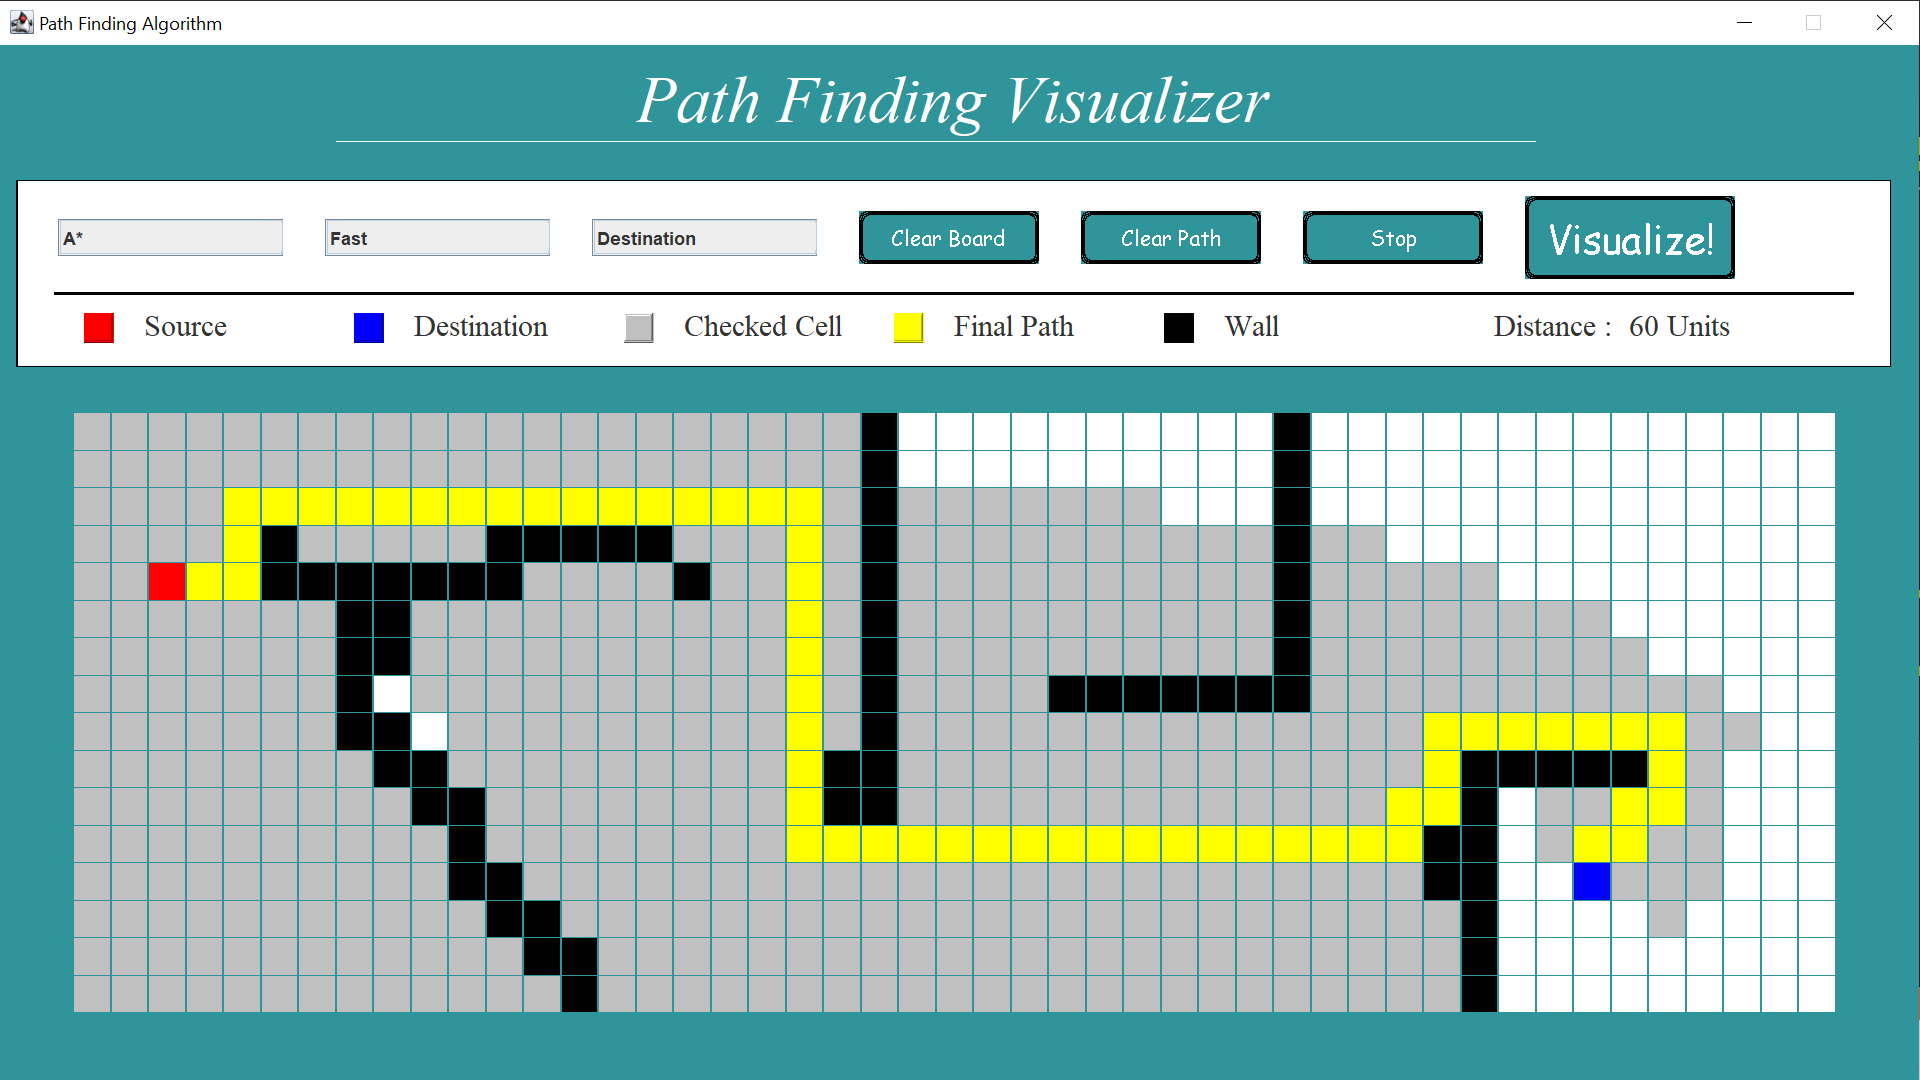 Path Finding Algorithm
Path Finding Visualizer
A* Fast Destination Clear Board Clear Path Stop Visualize!
Source Destination Checked Cell Final Path Wall Distance : 60 Units